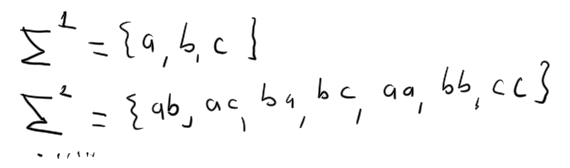 Σ¹ = {a, b, c }
Σ² = {ab, ac, ba, bc, aa, bb, cc}
......